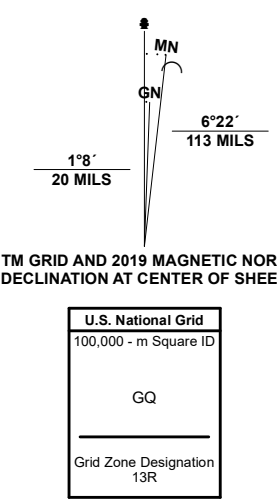 MN
GN
6°22´
113 MILS
1°8´
20 MILS
TM GRID AND 2019 MAGNETIC NOR
DECLINATION AT CENTER OF SHEE
U.S. National Grid
100,000 - m Square ID
GQ
Grid Zone Designation
13R